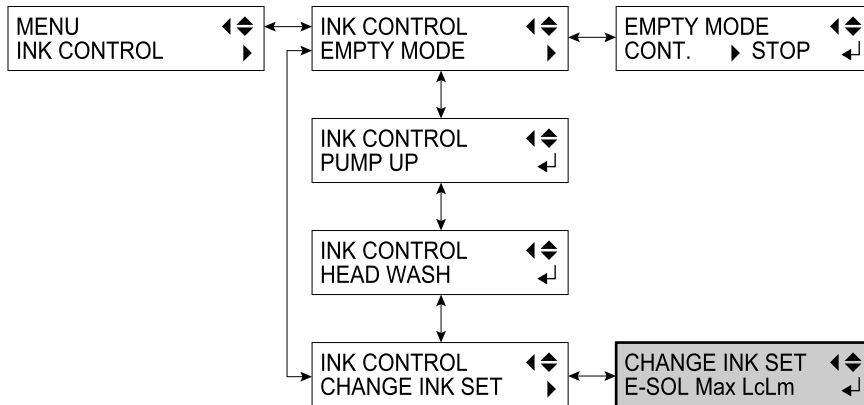 MENU
INK CONTROL
INK CONTROL
EMPTY MODE
EMPTY MODE
CONT. STOP
INK CONTROL
PUMP UP
INK CONTROL
HEAD WASH
INK CONTROL
CHANGE INK SET
CHANGE INK SET
E-SOL Max LcLm